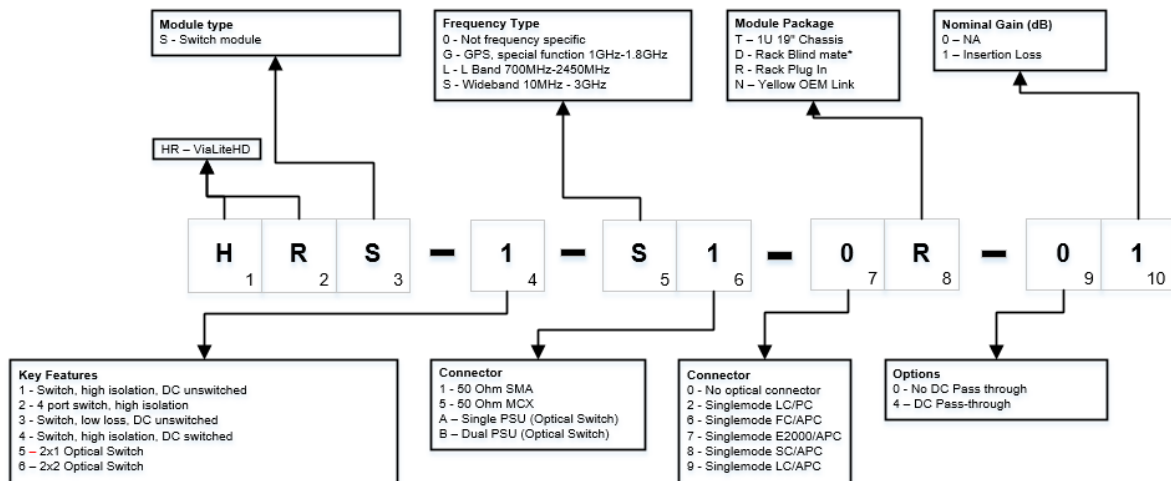 Module type
S - Switch module
Frequency Type
0 - Not frequency specific
G - GPS, special function 1GHz-1.8GHz
L - L Band 700MHz-2450MHz
S - Wideband 10MHz - 3GHz
Module Package
T – 1U 19" Chassis
D - Rack Blind mate*
R - Rack Plug In
N – Yellow OEM Link
Nominal Gain (dB)
0 – NA
1 – Insertion Loss
HR – ViaLiteHD
H R S - 1 - S 1 - 0 R - 0 1
1 2 3 4 5 6 7 8 9 10
Key Features
1 - Switch, high isolation, DC unswitched
2 - 4 port switch, high isolation
3 - Switch, low loss, DC unswitched
4 - Switch, high isolation, DC switched
5 – 2x1 Optical Switch
6 – 2x2 Optical Switch
Connector
1 - 50 Ohm SMA
5 - 50 Ohm MCX
A – Single PSU (Optical Switch)
B – Dual PSU (Optical Switch)
Connector
0 - No optical connector
2 - Singlemode LC/PC
6 - Singlemode FC/APC
7 - Singlemode E2000/APC
8 - Singlemode SC/APC
9 - Singlemode LC/APC
Options
0 - No DC Pass through
4 – DC Pass-through